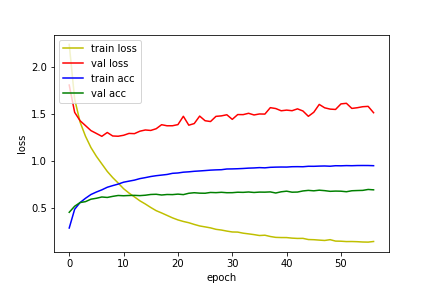 train loss
val loss
train acc
val acc
2.0
1.5
1.0
0.5
loss
0 10 20 30 40 50
epoch